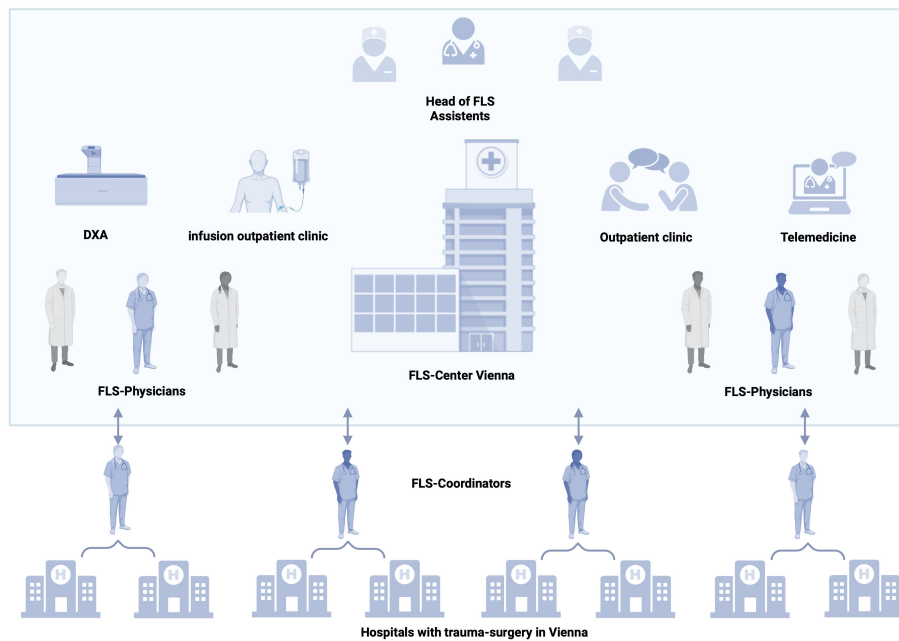 Head of FLS
Assistents
DXA
infusion outpatient clinic
Outpatient clinic
Telemedicine
FLS-Center Vienna
FLS-Physicians
FLS-Physicians
FLS-Coordinators
H
H
H
H
H
H
H
H
Hospitals with trauma-surgery in Vienna